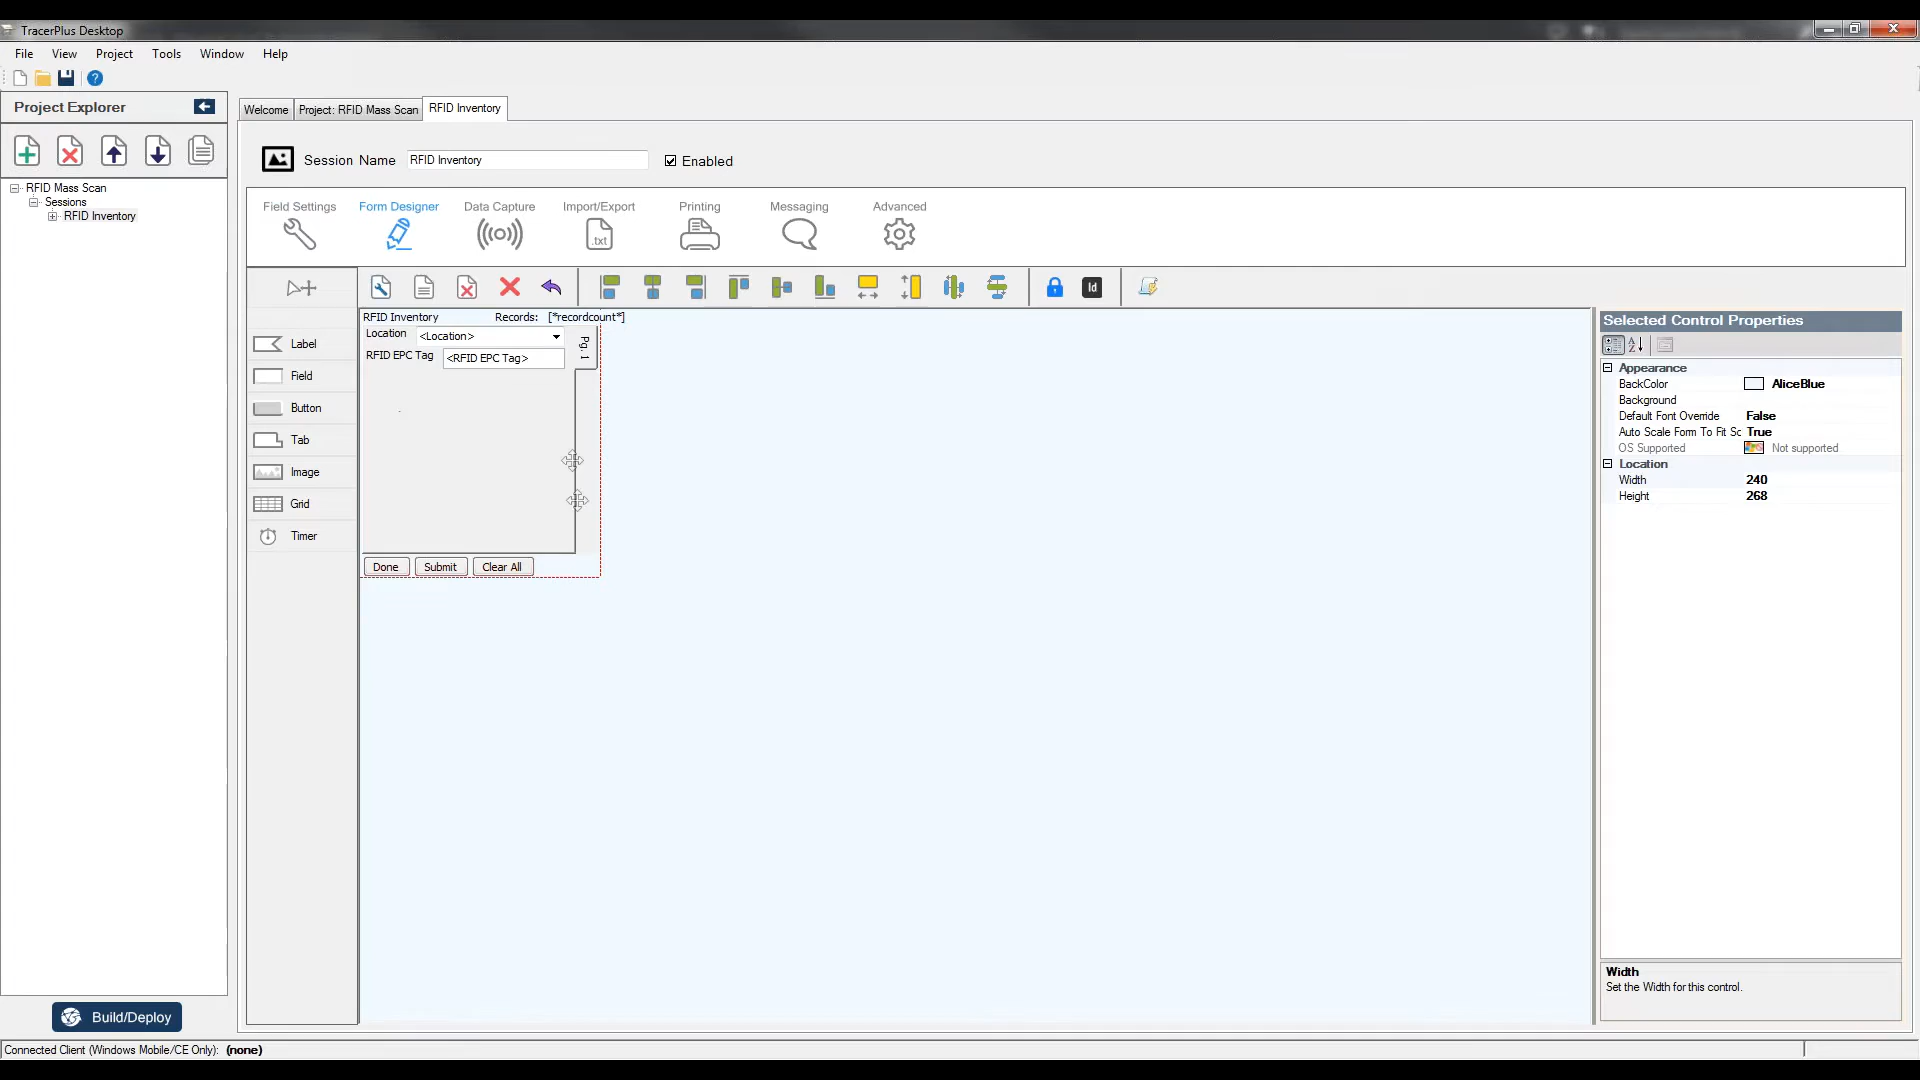 TracerPlus Desktop
File View Project Tools Window Help
?
Project Explorer
RFID Mass Scan
Sessions
RFID Inventory
Build/Deploy
Welcome
Project: RFID Mass Scan
RFID Inventory
Session Name
RFID Inventory
Enabled
Field Settings
Form Designer
Data Capture
Import/Export
Printing
Messaging
Advanced
.txt
Id
Label
Field
Button
Tab
Image
Grid
Timer
RFID Inventory Records: [*recordcount*]
Location <Location>
RFID EPC Tag <RFID EPC Tag>
Pg. 1
Done Submit Clear All
Selected Control Properties
A
Z
Appearance
BackColor AliceBlue
Background
Default Font Override False
Auto Scale Form To Fit Sc True
OS Supported Not supported
Location
Width 240
Height 268
Width
Set the Width for this control.
Connected Client (Windows Mobile/CE Only): (none)